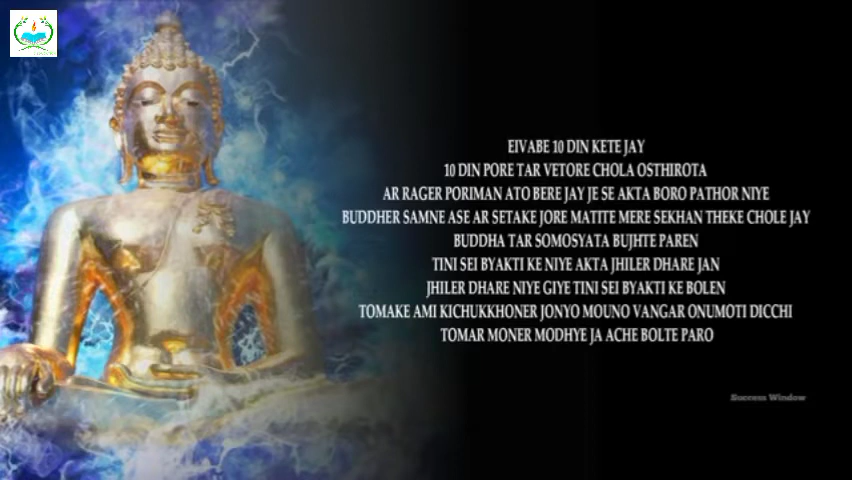 EIVABE 10 DIN KETE JAY
10 DIN PORE TAR VETORE CHOLA OSTHIROTA
AR RAGER PORIMAN ATO BERE JAY JE SE AKTA BORO PATHOR NIYE
BUDDHER SAMNE ASE AR SETAKE JORE MATITE MERE SEKHAN THEKE CHOLE JAY
BUDDHA TAR SOMOSYATA BUJHTE PAREN
TINI SEI BYAKTI KE NIYE AKTA JHILER DHARE JAN
JHILER DHARE NIYE GIYE TINI SEI BYAKTI KE BOLEN
TOMAKE AMI KICHUKKHONER JONYO MOUNO VANGAR ONUMOTI DICCHI
TOMAR MONER MODHYE JA ACHE BOLTE PARO
Success Window